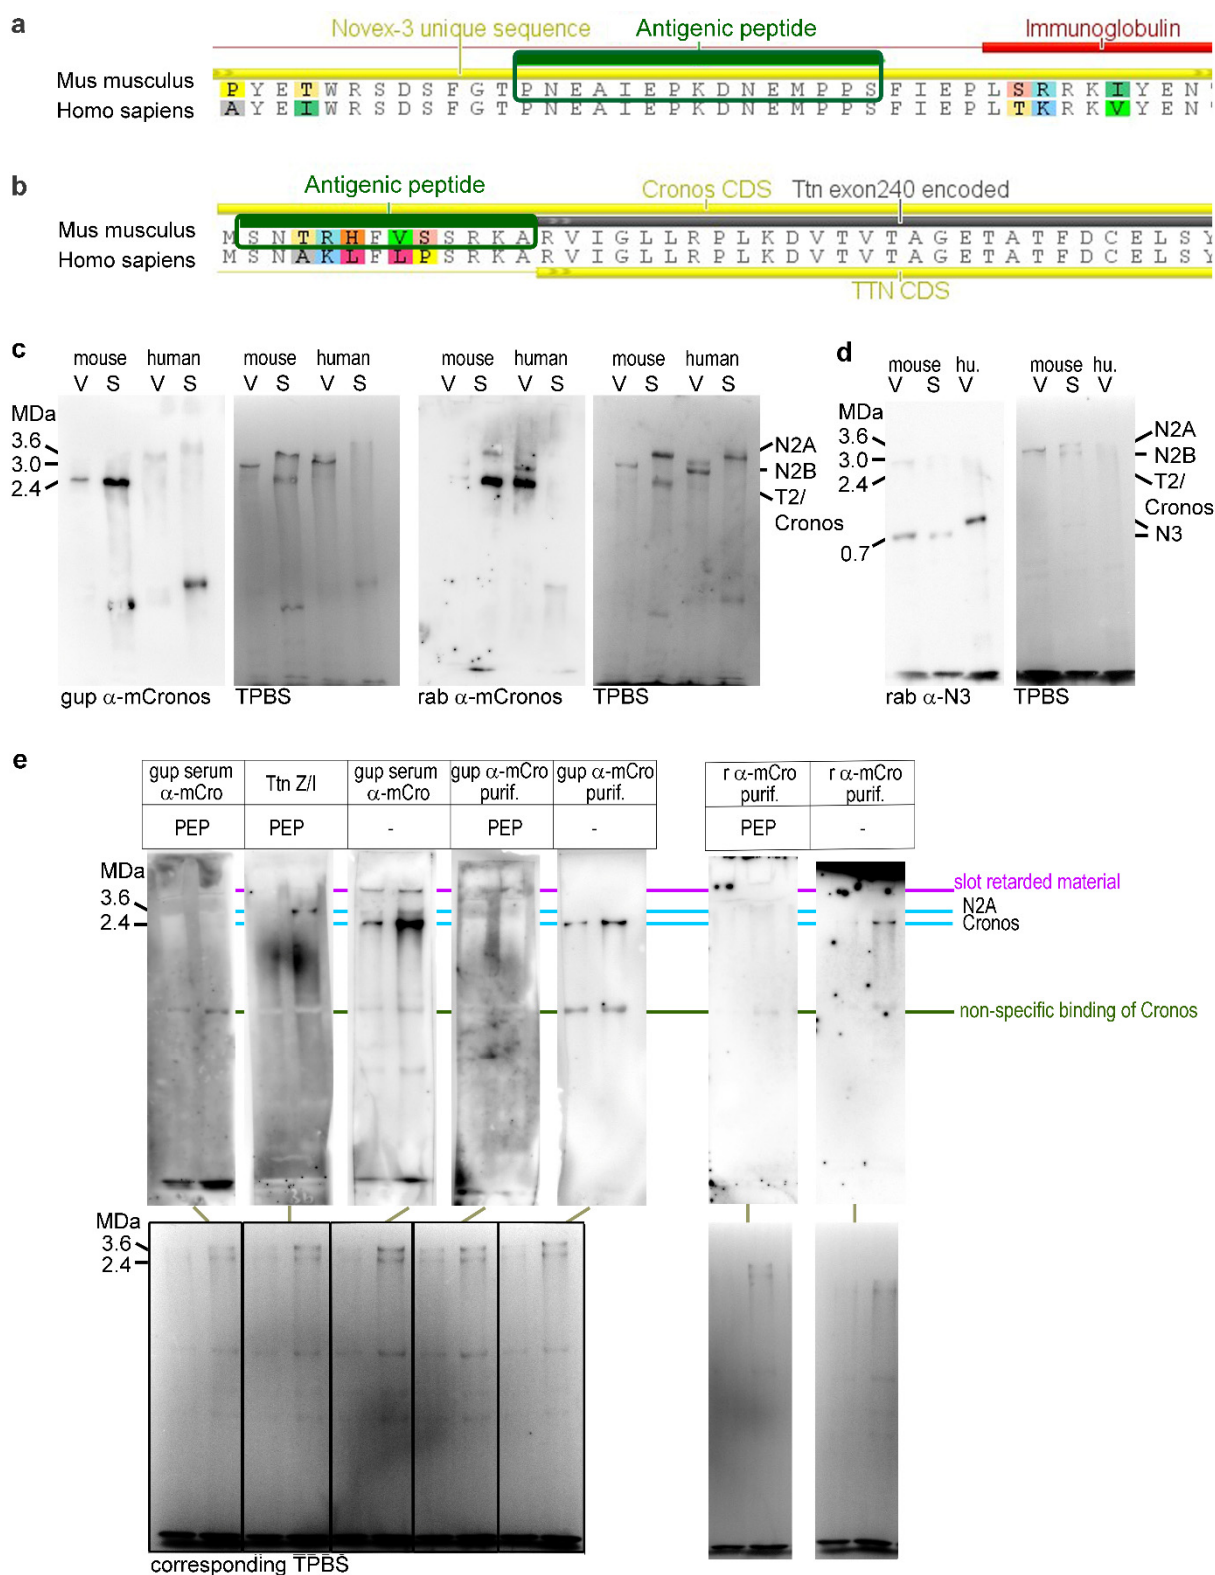 a
Novex-3 unique sequence
Antigenic peptide
Immunoglobulin
Mus musculus P Y E T W R S D S F G T P N E A I E P K D N E M P P S F I E P L S R R K I Y E N
Homo sapiens A Y E I W R S D S F G T P N E A I E P K D N E M P P S F I E P L T K R K V Y E N
b
Antigenic peptide
Cronos CDS
Ttn exon240 encoded
Mus musculus M S N T R H F V S S R K A R V I G L L R P L K D V T V T A G E T A T F D C E L S Y
Homo sapiens M S N A K L F L P S R K A R V I G L L R P L K D V T V T A G E T A T F D C E L S Y
TTN CDS
c
mouse human
V S V S
MDa
3.6
3.0
2.4
gup α-mCronos
mouse human
V S V S
TPBS
mouse human
V S V S
rab α-mCronos
mouse human
V S V S
TPBS
N2A
N2B
T2/
Cronos
d
mouse hu.
V S V
MDa
3.6
3.0
2.4
0.7
rab α-N3
mouse hu.
V S V
TPBS
N2A
N2B
T2/
Cronos
N3
e
gup serum α-mCro
Ttn Z/I
gup serum α-mCro
gup α-mCro purif.
gup α-mCro purif.
r α-mCro purif.
r α-mCro purif.
PEP PEP - PEP - PEP -
MDa
3.6
2.4
slot retarded material
N2A
Cronos
non-specific binding of Cronos
MDa
3.6
2.4
corresponding TPBS